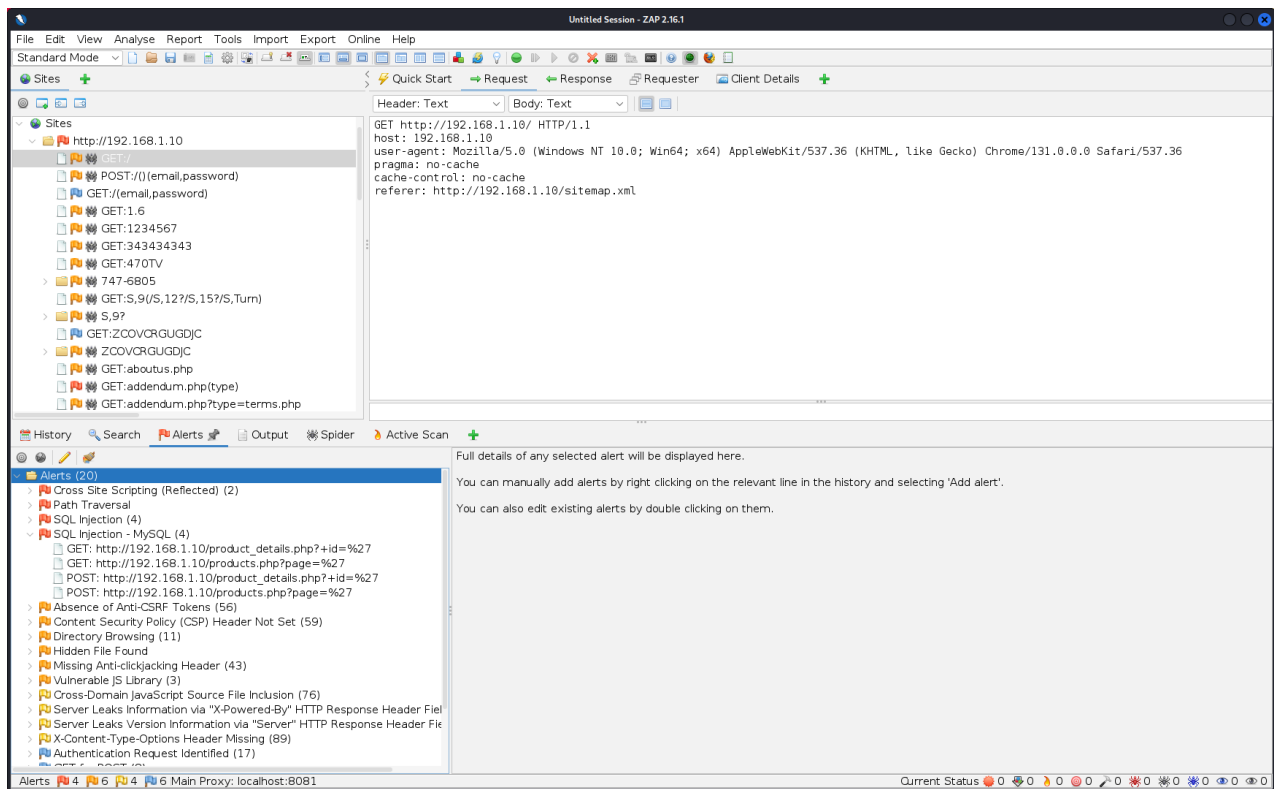 Untitled Session - ZAP 2.16.1
File Edit View Analyse Report Tools Import Export Online Help
Standard Mode
Sites
Quick Start Request Response Requester Client Details
Header: Text Body: Text
Sites
http://192.168.1.10
GET:/
POST:/()(email,password)
GET:/(email,password)
GET:1.6
GET:1234567
GET:343434343
GET:470TV
747-6805
GET:S,9(/S,12?/S,15?/S,Turn)
S,9?
GET:ZCOVCRGUGDJC
ZCOVCRGUGDJC
GET:aboutus.php
GET:addendum.php(type)
GET:addendum.php?type=terms.php
GET http://192.168.1.10/ HTTP/1.1
host: 192.168.1.10
user-agent: Mozilla/5.0 (Windows NT 10.0; Win64; x64) AppleWebKit/537.36 (KHTML, like Gecko) Chrome/131.0.0.0 Safari/537.36
pragma: no-cache
cache-control: no-cache
referer: http://192.168.1.10/sitemap.xml
History Search Alerts Output Spider Active Scan
Alerts (20)
Cross Site Scripting (Reflected) (2)
Path Traversal
SQL Injection (4)
SQL Injection - MySQL (4)
GET: http://192.168.1.10/product_details.php?+id=%27
GET: http://192.168.1.10/products.php?page=%27
POST: http://192.168.1.10/product_details.php?+id=%27
POST: http://192.168.1.10/products.php?page=%27
Absence of Anti-CSRF Tokens (56)
Content Security Policy (CSP) Header Not Set (59)
Directory Browsing (11)
Hidden File Found
Missing Anti-clickjacking Header (43)
Vulnerable JS Library (3)
Cross-Domain JavaScript Source File Inclusion (76)
Server Leaks Information via "X-Powered-By" HTTP Response Header Fiel
Server Leaks Version Information via "Server" HTTP Response Header Fie
X-Content-Type-Options Header Missing (89)
Authentication Request Identified (17)
Full details of any selected alert will be displayed here.
You can manually add alerts by right clicking on the relevant line in the history and selecting 'Add alert'.
You can also edit existing alerts by double clicking on them.
Alerts 4 6 4 6 Main Proxy: localhost:8081
Current Status 0 0 0 0 0 0 0 0 0 0